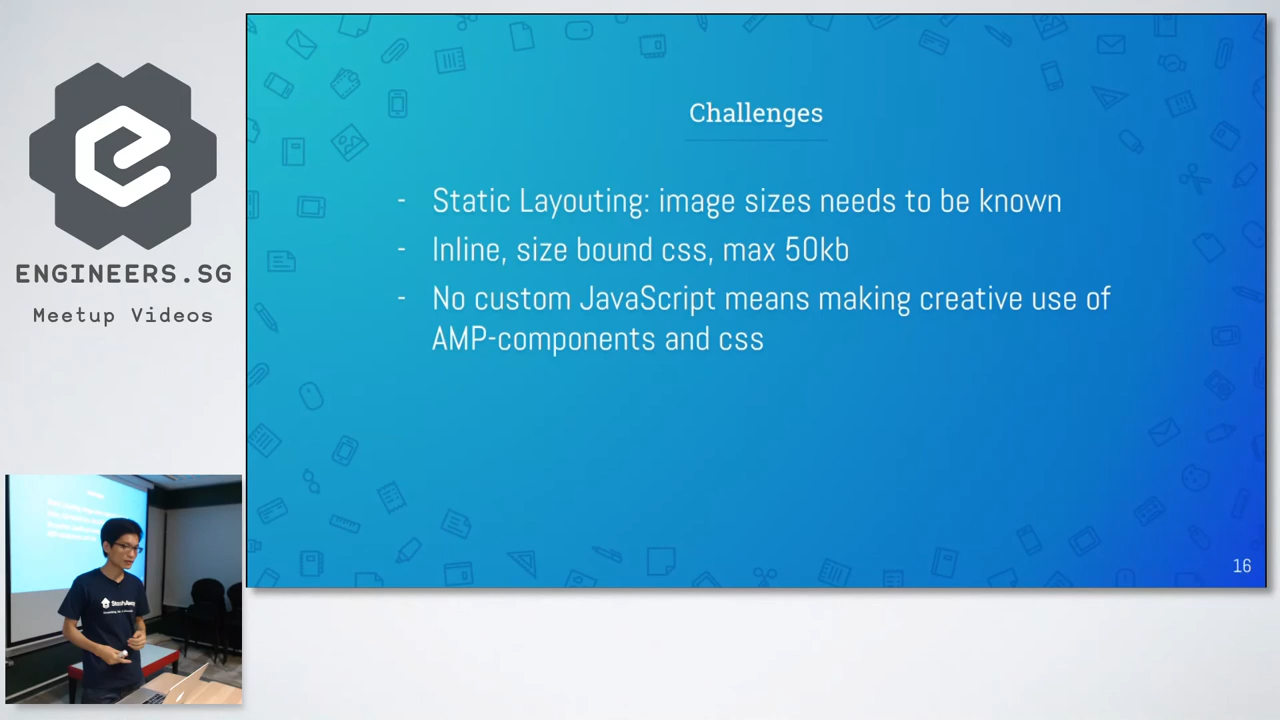 ENGINEERS.SG
Meetup Videos
Challenges
- Static Layouting: image sizes needs to be known
- Inline, size bound css, max 50kb
- No custom JavaScript means making creative use of
AMP-components and css
16
StashAway